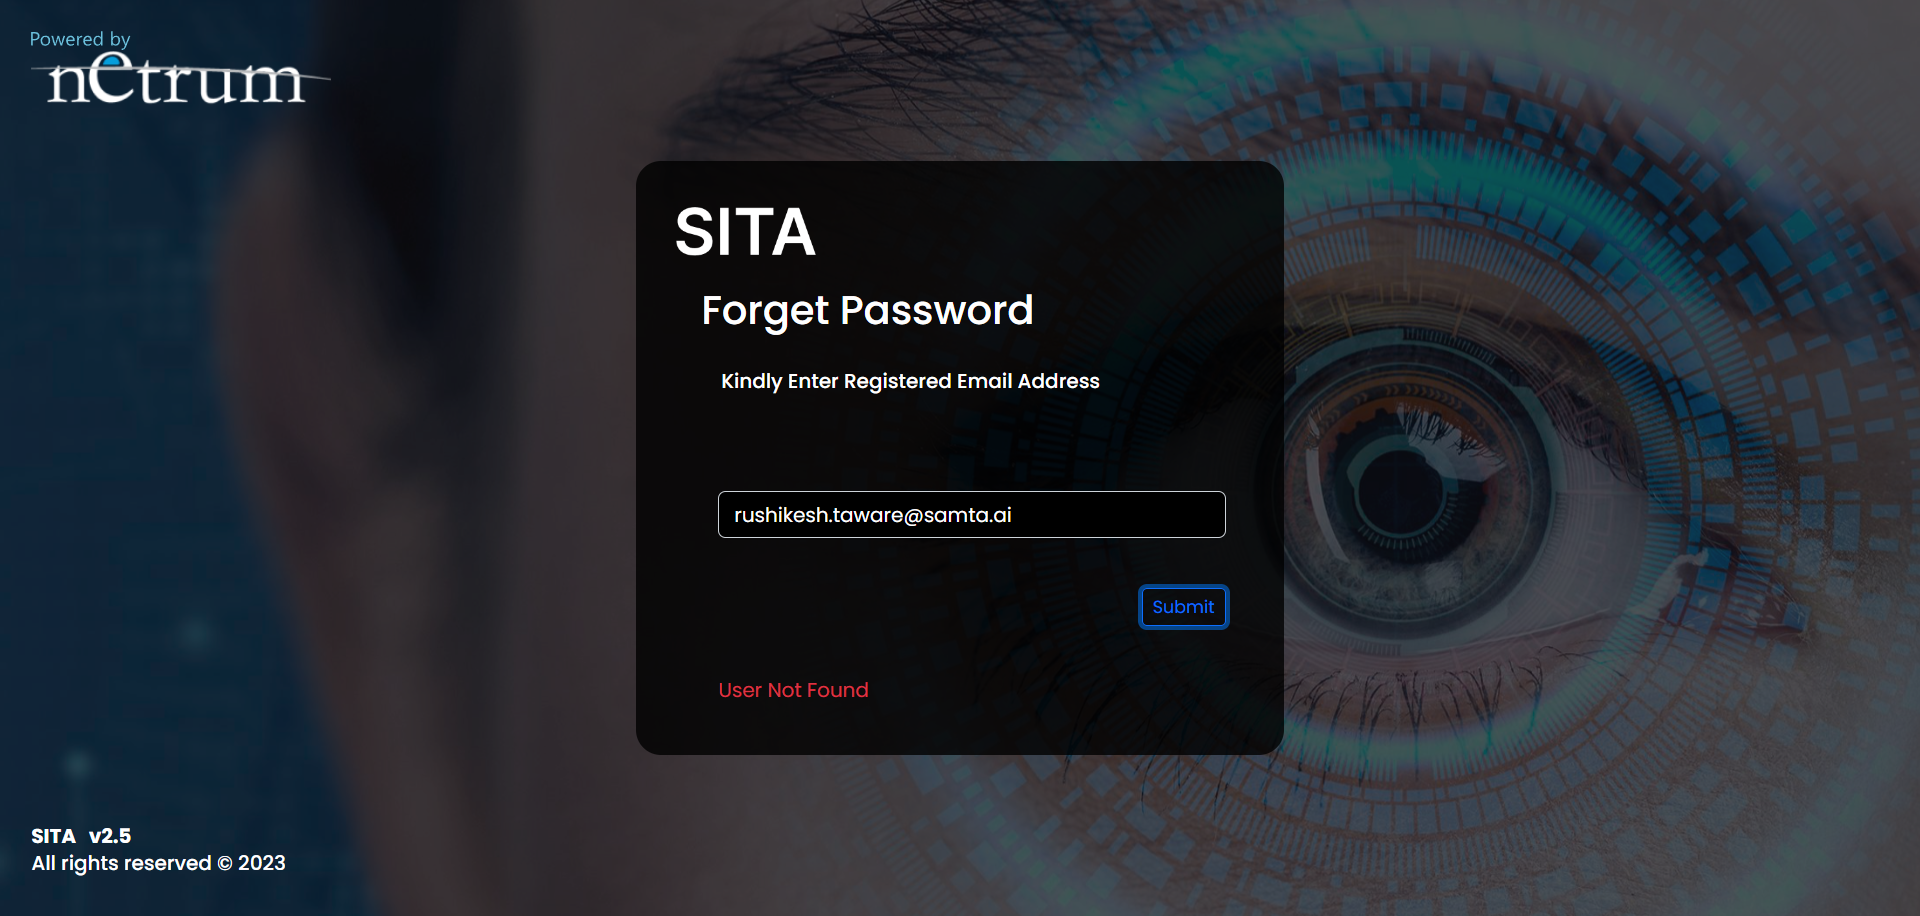 Powered by
netrum
SITA
Forget Password
Kindly Enter Registered Email Address
rushikesh.taware@samta.ai
Submit
User Not Found
SITA v2.5
All rights reserved © 2023